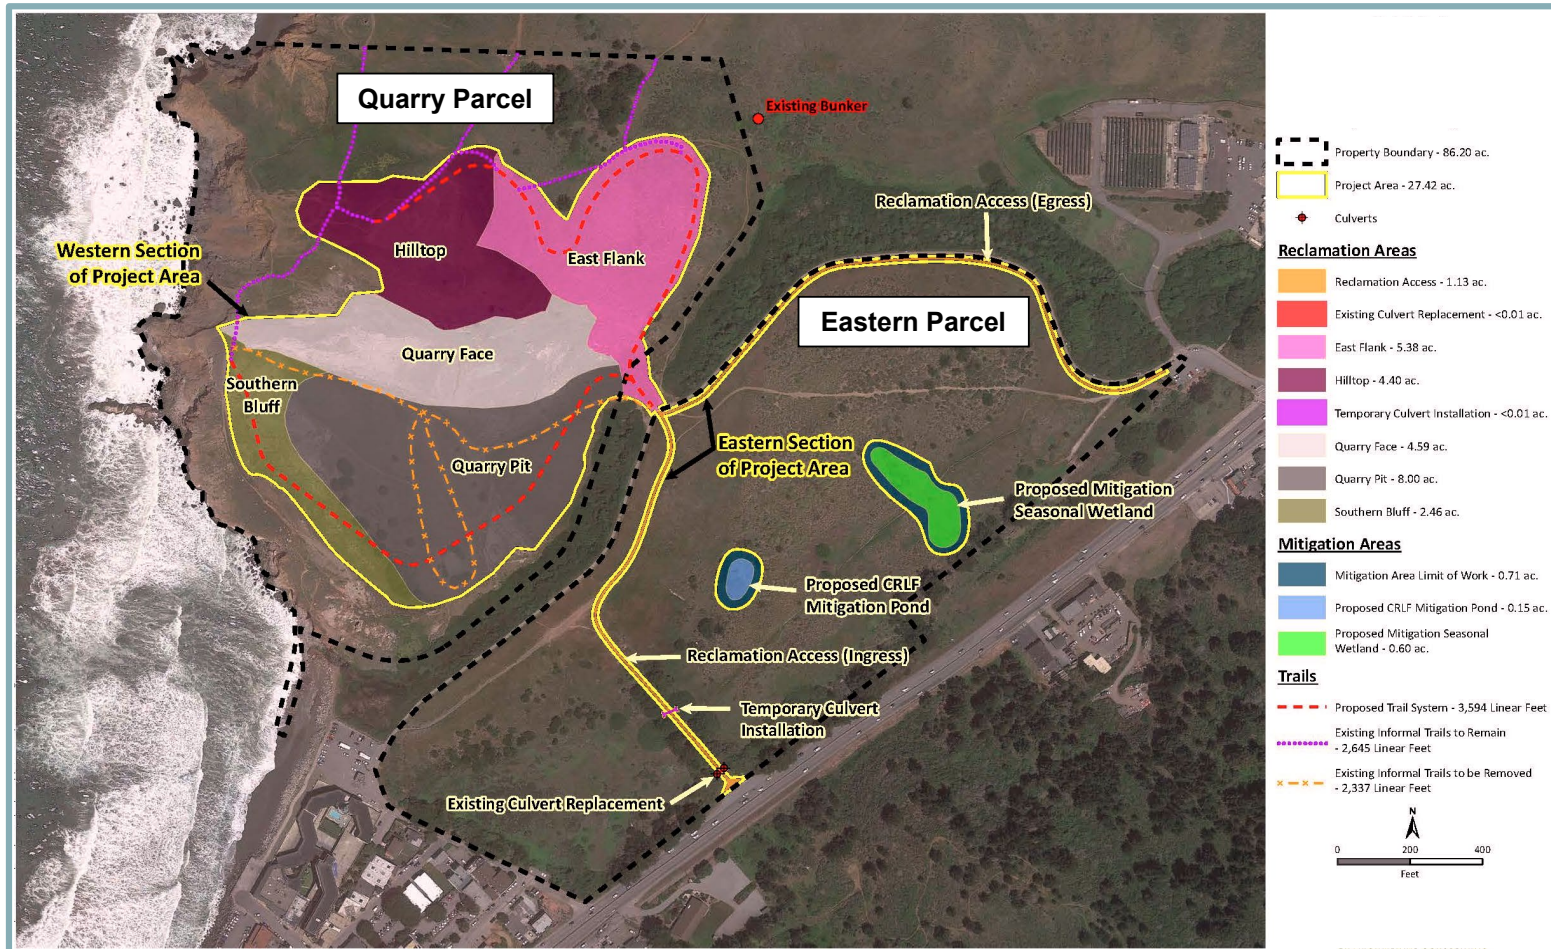 Quarry Parcel
Existing Bunker
Reclamation Access (Egress)
Western Section
of Project Area
Hilltop
East Flank
Eastern Parcel
Quarry Face
Southern
Bluff
Quarry Pit
Eastern Section
of Project Area
Proposed Mitigation
Seasonal Wetland
Proposed CRLF
Mitigation Pond
Reclamation Access (Ingress)
Temporary Culvert
Installation
Existing Culvert Replacement
Property Boundary - 86.20 ac.
Project Area - 27.42 ac.
Culverts
Reclamation Areas
Reclamation Access - 1.13 ac.
Existing Culvert Replacement - <0.01 ac.
East Flank - 5.38 ac.
Hilltop - 4.40 ac.
Temporary Culvert Installation - <0.01 ac.
Quarry Face - 4.59 ac.
Quarry Pit - 8.00 ac.
Southern Bluff - 2.46 ac.
Mitigation Areas
Mitigation Area Limit of Work - 0.71 ac.
Proposed CRLF Mitigation Pond - 0.15 ac.
Proposed Mitigation Seasonal
Wetland - 0.60 ac.
Trails
Proposed Trail System - 3,594 Linear Feet
Existing Informal Trails to Remain
- 2,645 Linear Feet
Existing Informal Trails to be Removed
- 2,337 Linear Feet
N
0 200 400
Feet